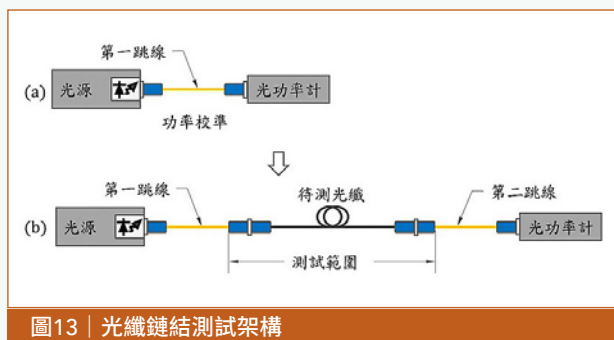 第一跳線
(a)
光源
光功率計
功率校準
第一跳線
待測光纖
第二跳線
(b)
光源
光功率計
測試範圍
圖13｜光纖鏈結測試架構